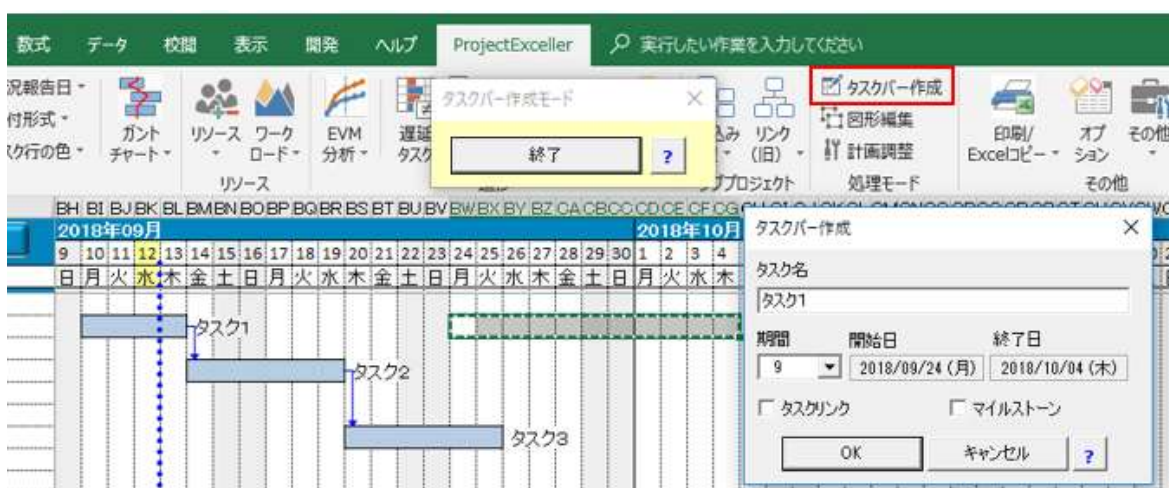 数式 データ 校閲 表示 開発 ヘルプ ProjectExceller 実行したい作業を入力してください
況報告日
付形式
スク行の色
ガント
チャート
リソース
ワーク
ロード
リソース
EVM
分析
遅延
タスク
タスクバー作成モード
終了
?
込み
リンク
(旧)
ブプロジェクト
タスクバー作成
図形編集
計画調整
処理モード
印刷/
Excelコピー
オプ
ション
その他
その他
BH BI BJ BK BL BM BN BO BP BQ BR BS BT BU BV BW BX BY BZ CA CB CC CD CE CF CG
2018年09月 2018年10月
9 10 11 12 13 14 15 16 17 18 19 20 21 22 23 24 25 26 27 28 29 30 1 2 3 4
日 月 火 水 木 金 土 日 月 火 水 木 金 土 日 月 火 水 木 金 土 日 月 火 水 木
タスク1
タスク2
タスク3
タスクバー作成
タスク名
タスク1
期間 開始日 終了日
9 2018/09/24 (月) 2018/10/04 (木)
タスクリンク マイルストーン
OK キャンセル ?